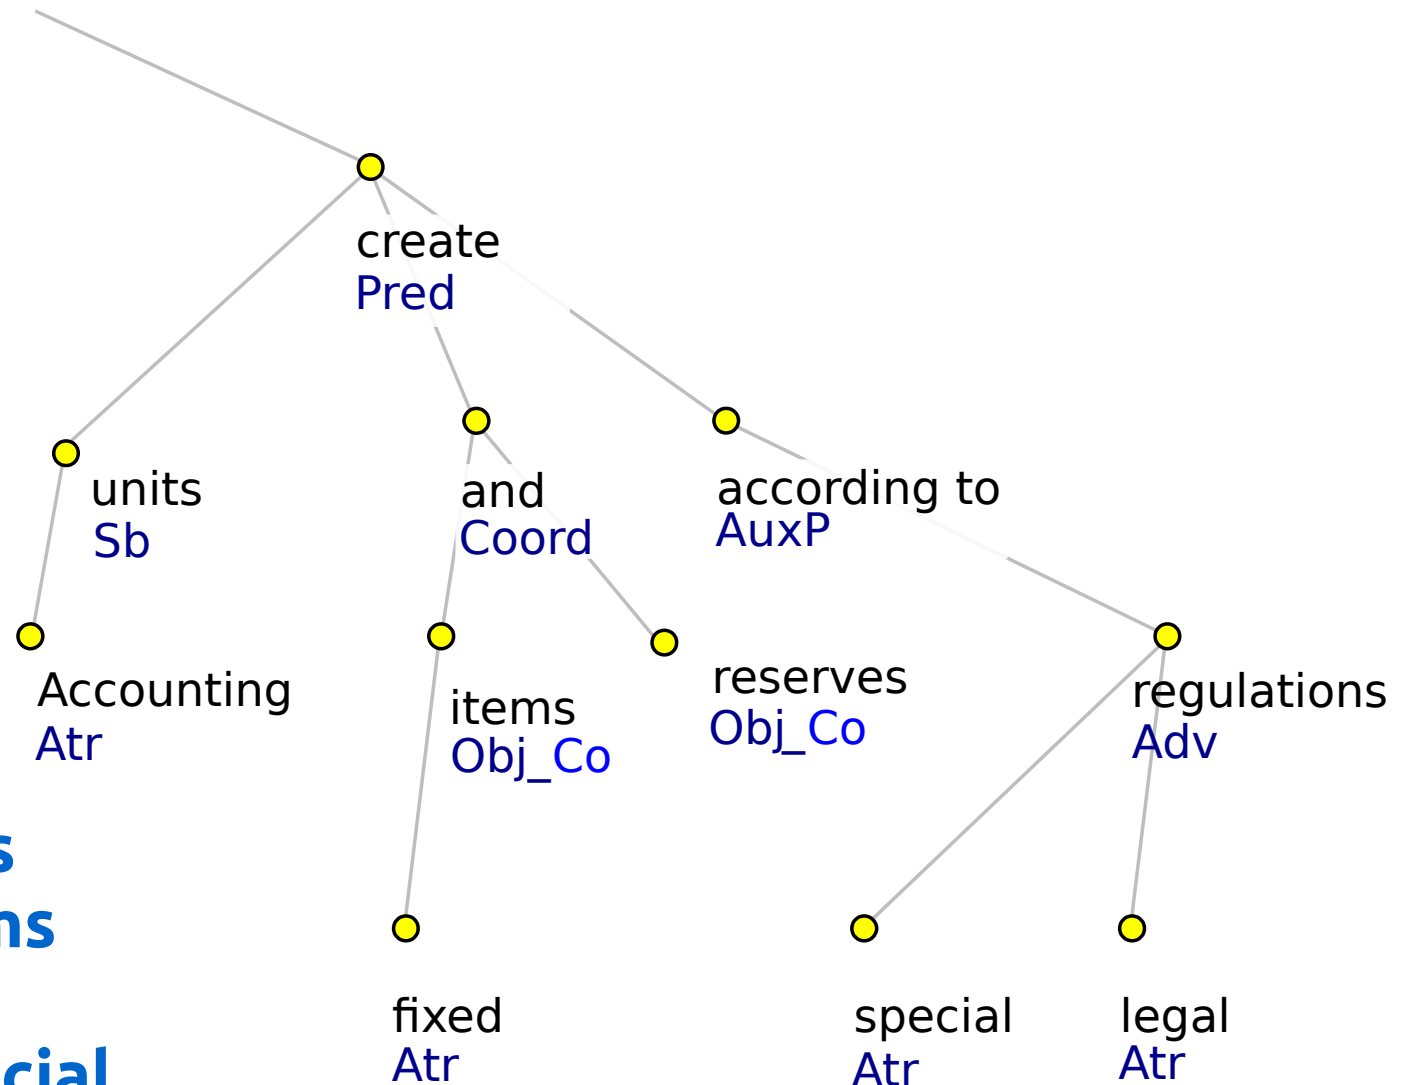 create
Pred
units
Sb
and
Coord
according to
AuxP
Accounting
Atr
items
Obj_Co
reserves
Obj_Co
regulations
Adv
fixed
Atr
special
Atr
legal
Atr